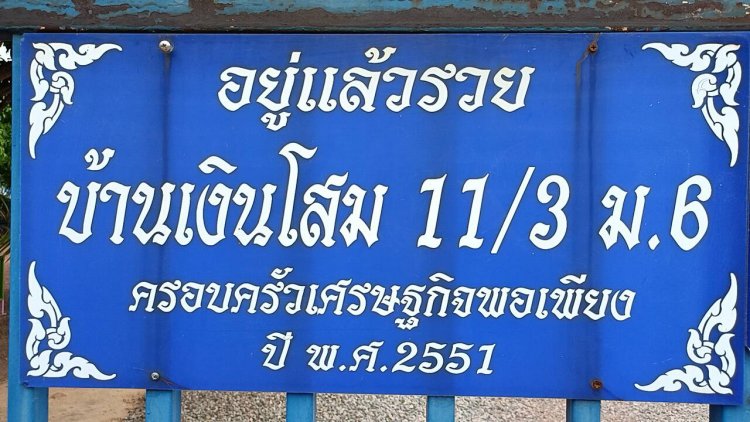 อยู่แล้วรวย
บ้านเงินโสม 11/3 ม.6
ครอบครัวเศรษฐกิจพอเพียง
ปี พ.ศ.2551